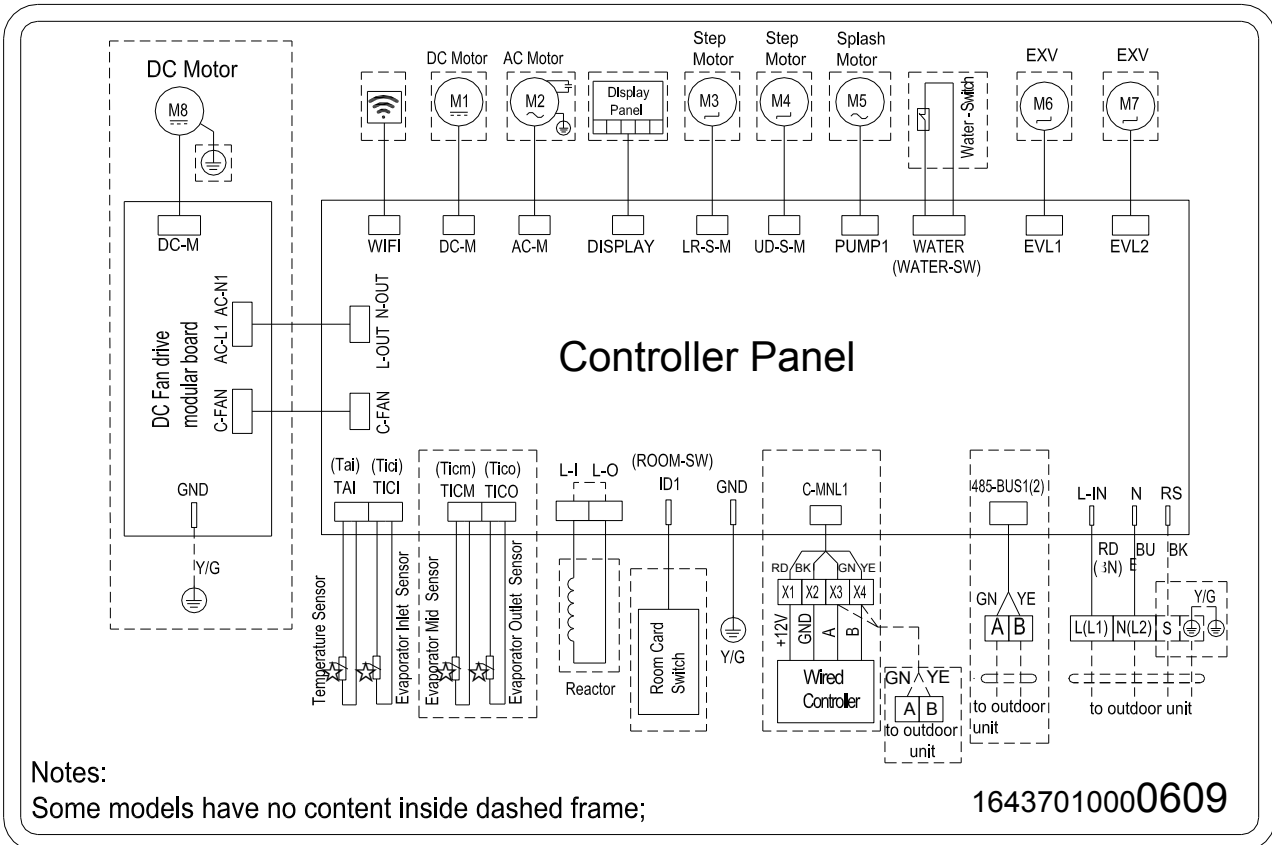 DC Motor
M8
DC-M
DC Fan drive
modular board
AC-L1 AC-N1
C-FAN
GND
Y/G
DC Motor
M1
AC Motor
M2
DIsplay
Panel
Step
Motor
M3
Step
Motor
M4
Splash
Motor
M5
Water -Switch
EXV
M6
EXV
M7
WIFI
DC-M
AC-M
DISPLAY
LR-S-M
UD-S-M
PUMP1
WATER
(WATER-SW)
EVL1
EVL2
L-OUT N-OUT
C-FAN
Controller Panel
(Tai)
TAI
(Tici)
TICI
(Ticm)
TICM
(Tico)
TICO
L-I
L-O
(ROOM-SW)
ID1
GND
C-MNL1
485-BUS1(2)
L-IN
N
RS
Temperature Sensor
Evaporator Inlet Sensor
Evaporator Mid Sensor
Evaporator Outlet Sensor
Reactor
Room Card
Switch
Y/G
RD BK GN YE
X1 X2 X3 X4
+12V
GND
A
B
Wired
Controller
GN YE
A B
to outdoor
unit
GN YE
A B
to outdoor
unit
RD
BU
E
BK
Y/G
L(L1) N(L2) S
to outdoor unit
Notes:
Some models have no content inside dashed frame;
16437010000609